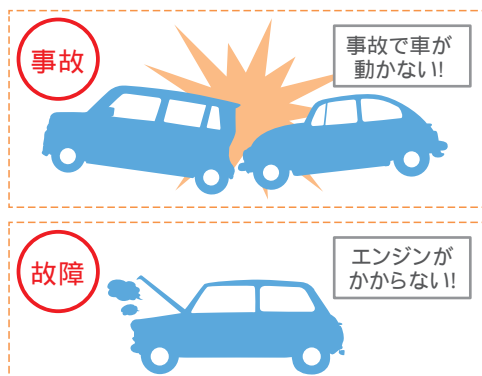 事故
事故で車が
動かない!
故障
エンジンが
かからない!